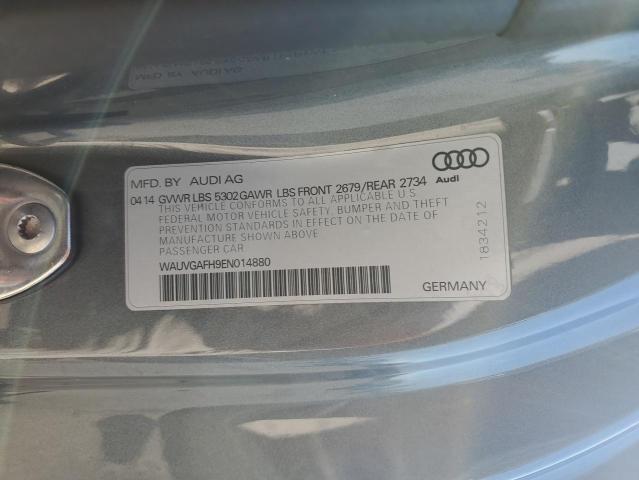 MFD. BY AUDI AG
Audi
04 14 GVWR LBS 5302 GAWR LBS FRONT 2679/REAR 2734
THIS VEHICLE CONFORMS TO ALL APPLICABLE U S
FEDERAL MOTOR VEHICLE SAFETY, BUMPER AND THEFT
PREVENTION STANDARDS IN EFFECT ON THE DATE OF
MANUFACTURE SHOWN ABOVE
PASSENGER CAR
1834212
WAUVGAFH9EN014880
GERMANY